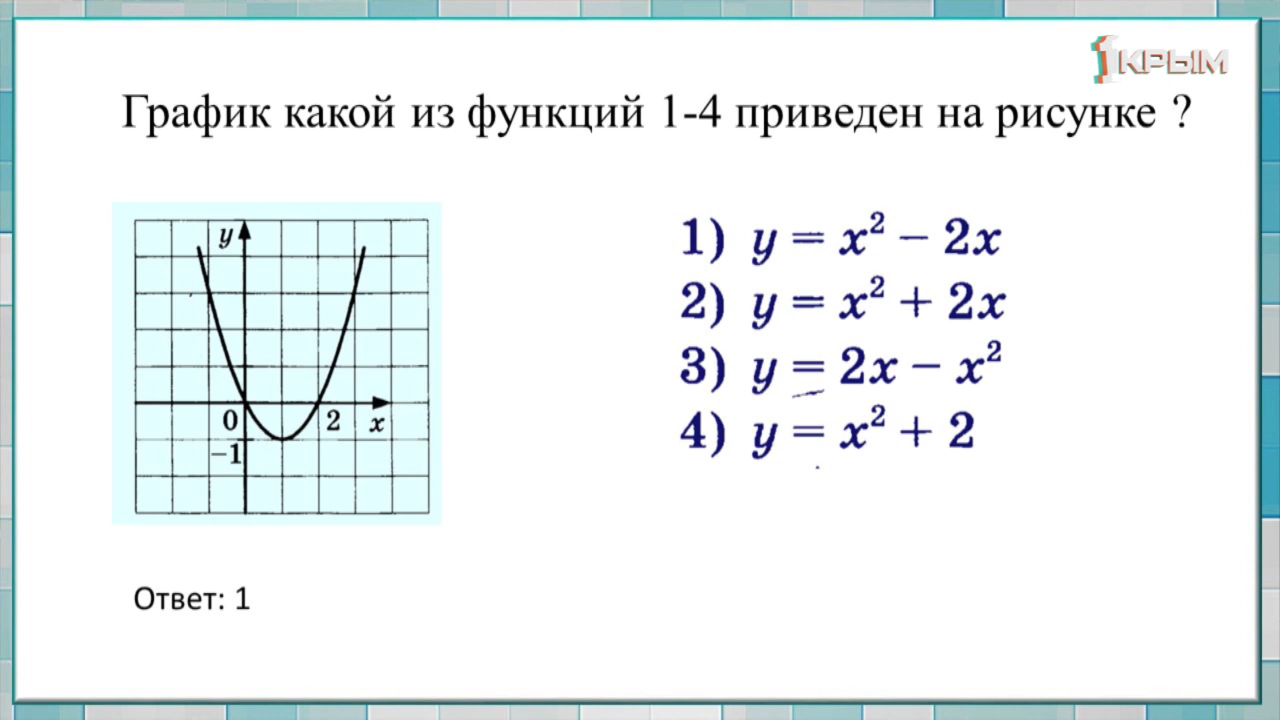 1КРЫМ
График какой из функций 1-4 приведен на рисунке ?
y
0
2
x
–1
1) y = x² – 2x
2) y = x² + 2x
3) y = 2x – x²
4) y = x² + 2
Ответ: 1